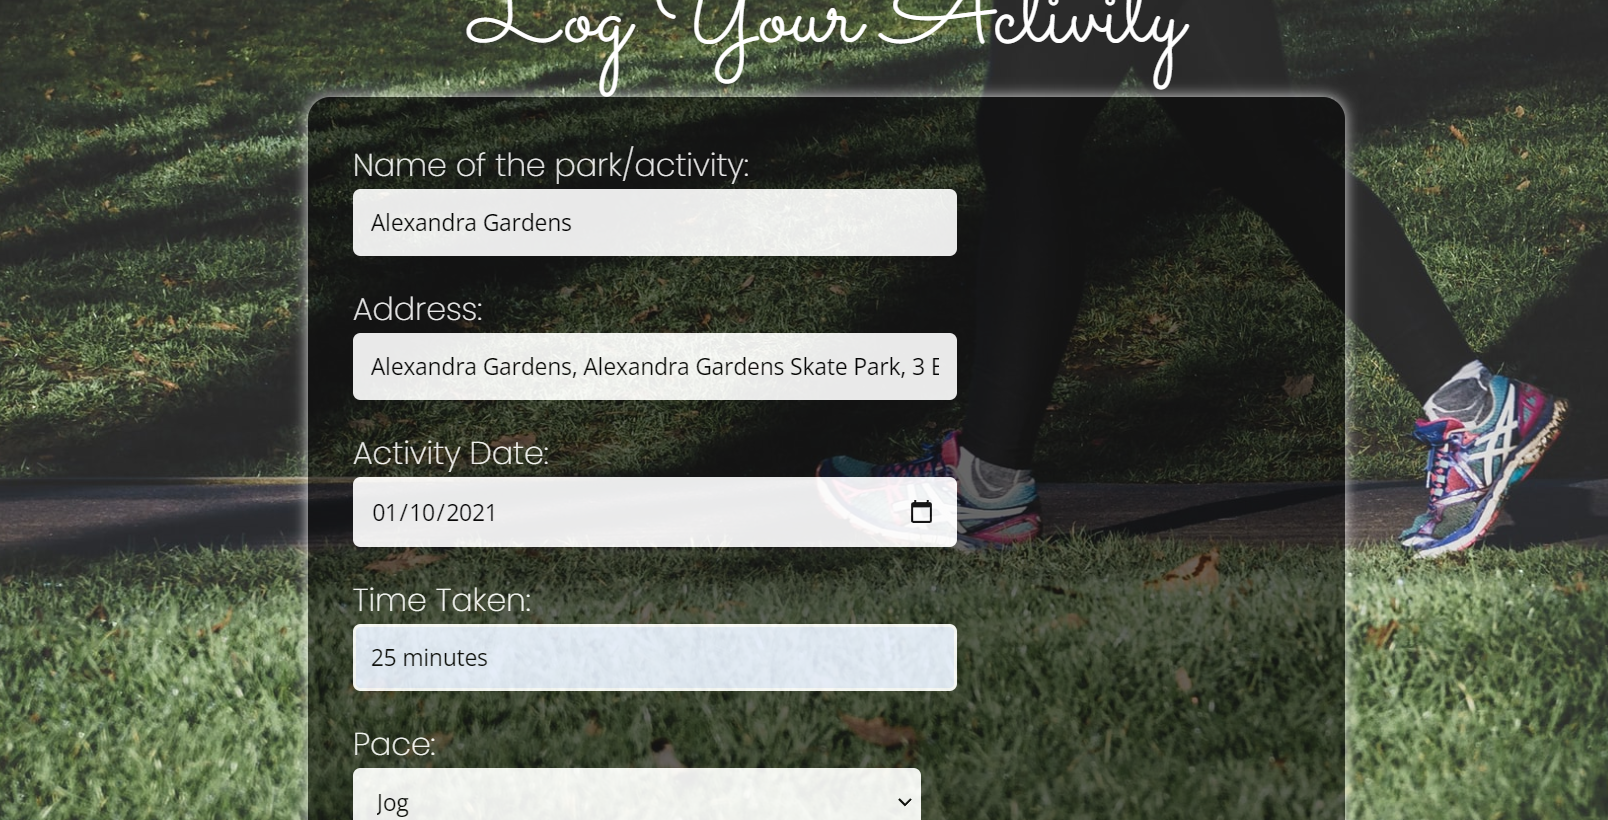 Log Your Activity
Name of the park/activity:
Alexandra Gardens
Address:
Alexandra Gardens, Alexandra Gardens Skate Park, 3
Activity Date:
01/10/2021
Time Taken:
25 minutes
Pace:
Jog